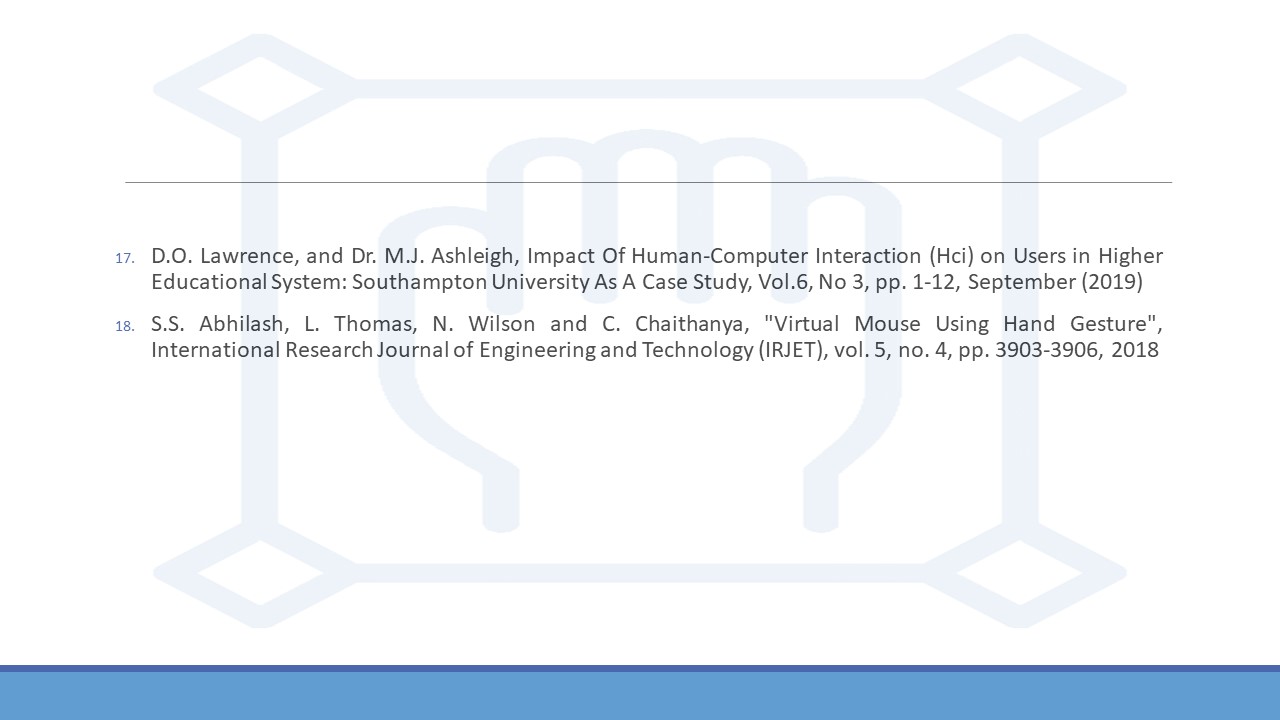 17. D.O. Lawrence, and Dr. M.J. Ashleigh, Impact Of Human-Computer Interaction (Hci) on Users in Higher
Educational System: Southampton University As A Case Study, Vol.6, No 3, pp. 1-12, September (2019)
18. S.S. Abhilash, L. Thomas, N. Wilson and C. Chaithanya, "Virtual Mouse Using Hand Gesture",
International Research Journal of Engineering and Technology (IRJET), vol. 5, no. 4, pp. 3903-3906, 2018